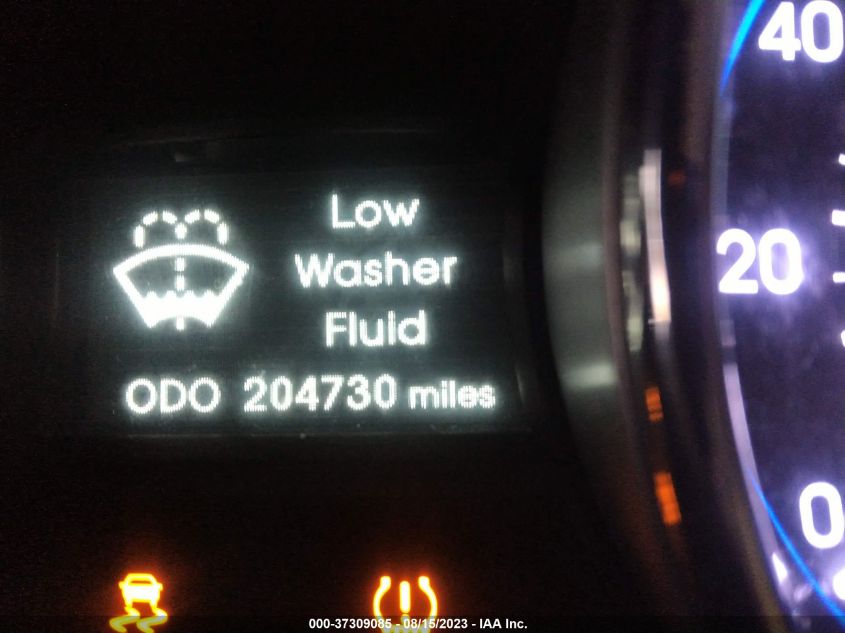 Low
Washer
Fluid
ODO 204730 miles
40
20
0
000-37309085 - 08/15/2023 - IAA Inc.